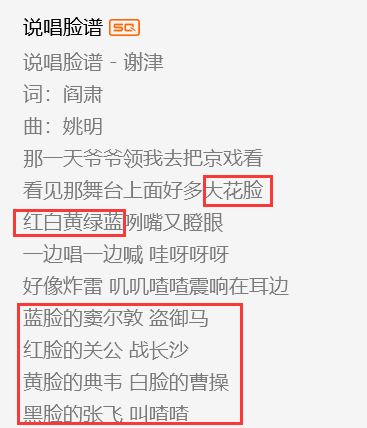 说唱脸谱 SQ
说唱脸谱 - 谢津
词：阎肃
曲：姚明
那一天爷爷领我去把京戏看
看见那舞台上面好多大花脸
红白黄绿蓝咧嘴又瞪眼
一边唱一边喊 哇呀呀呀
好像炸雷 叽叽喳喳震响在耳边
蓝脸的窦尔敦 盗御马
红脸的关公 战长沙
黄脸的典韦 白脸的曹操
黑脸的张飞 叫喳喳